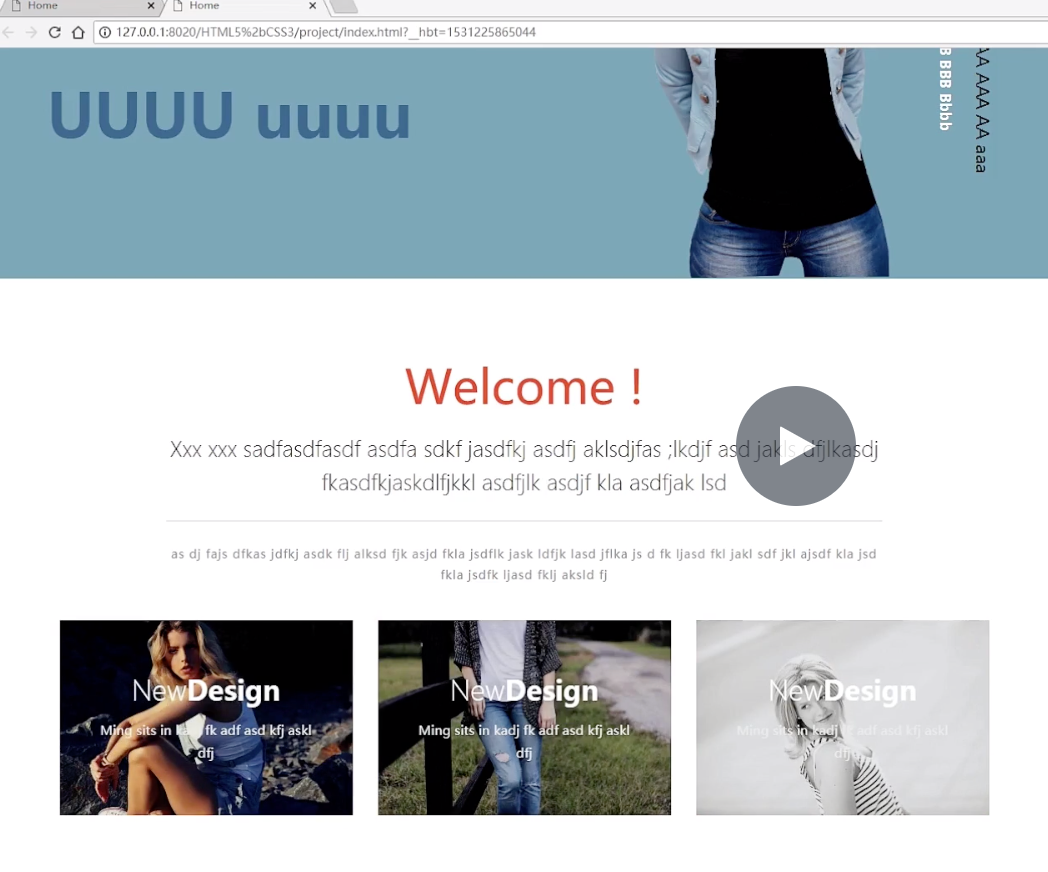 Home
Home
127.0.0.1:8020/HTML5%2bCSS3/project/index.html?__hbt=1531225865044
UUUU uuuu
B BBB Bbbb
AA AAA AA aaa
Welcome !
Xxx xxx sadfasdfasdf asdfa sdkf jasdfkj asdfj aklsdjfas ;lkdjf asd jakls dfjlkasdj
fkasdfkjaskdlfjkkl asdfjlk asdjf kla asdfjak lsd
as dj fajs dfkas jdfkj asdk flj alksd fjk asjd fkla jsdflk jask ldfjk lasd jflka js d fk ljasd fkl jakl sdf jkl ajsdf kla jsd
fkla jsdfk ljasd fklj aksld fj
NewDesign
Ming sits in kadj fk adf asd kfj askl
dfj
NewDesign
Ming sits in kadj fk adf asd kfj askl
dfj
NewDesign
Ming sits in kadj fk adf asd kfj askl